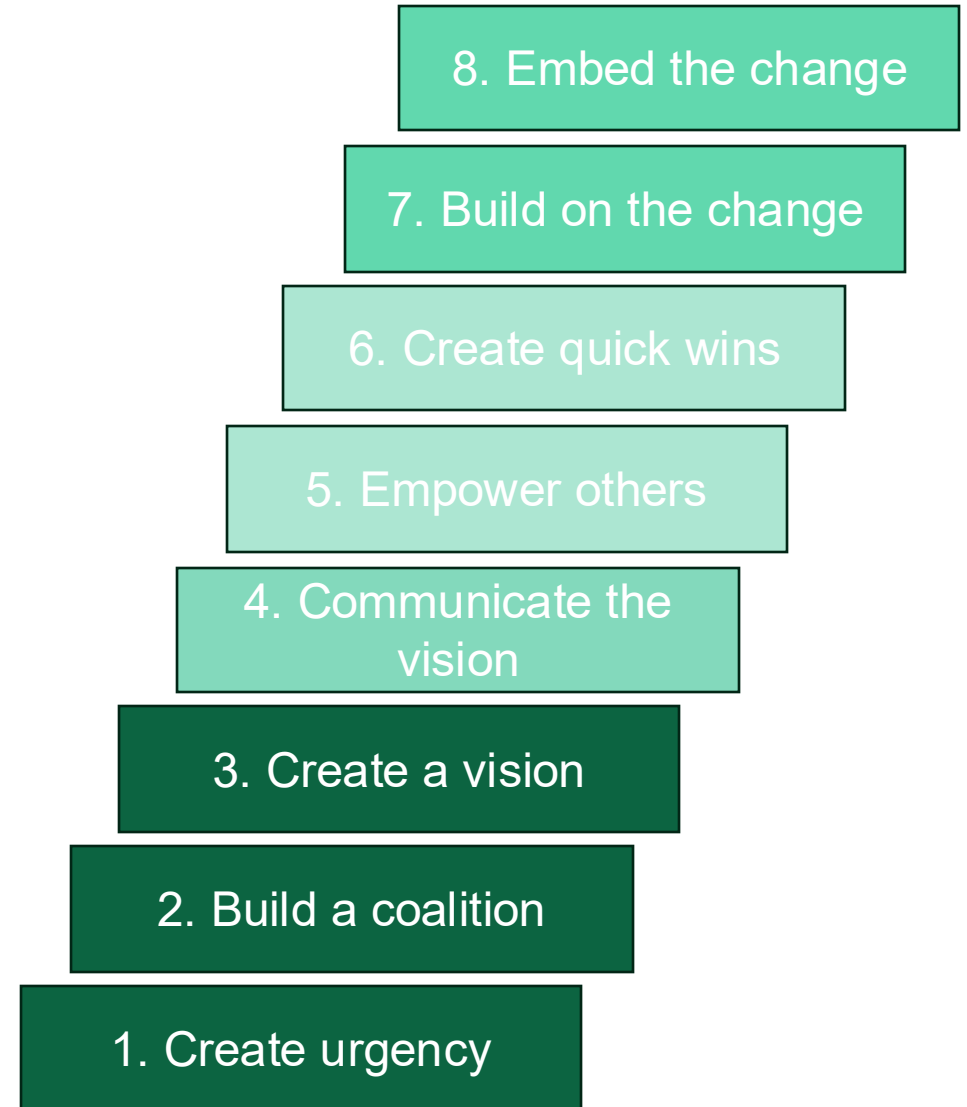 8. Embed the change
7. Build on the change
6. Create quick wins
5. Empower others
4. Communicate the
vision
3. Create a vision
2. Build a coalition
1. Create urgency